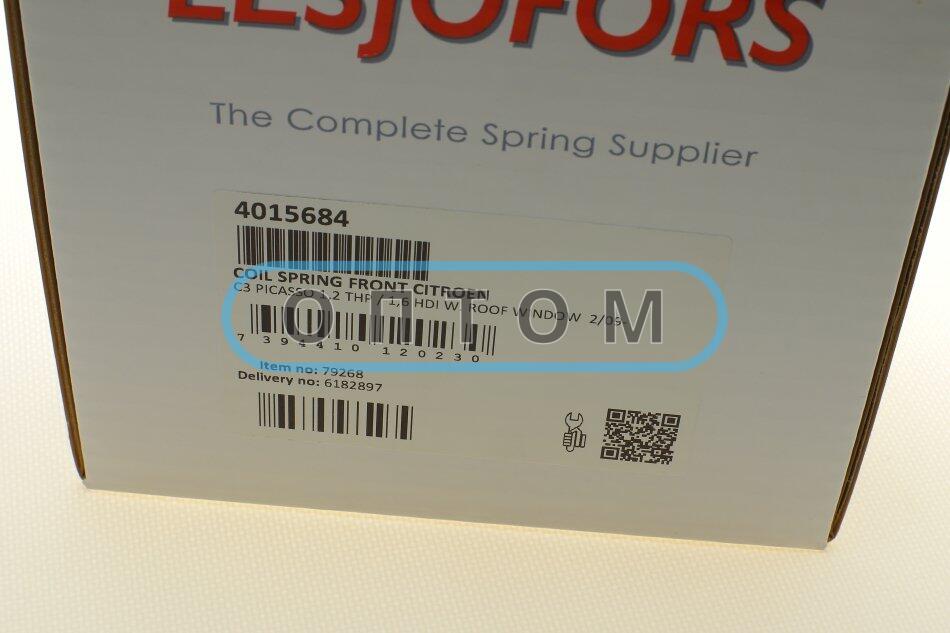 LESJÖFORS
The Complete Spring Supplier
4015684
COIL SPRING FRONT CITROEN
C3 PICASSO 1.2 THP / 1,6 HDI W. ROOF WINDOW 2/09-
ОПТОМ
7 394410 120230
Item no: 79268
Delivery no: 6182897